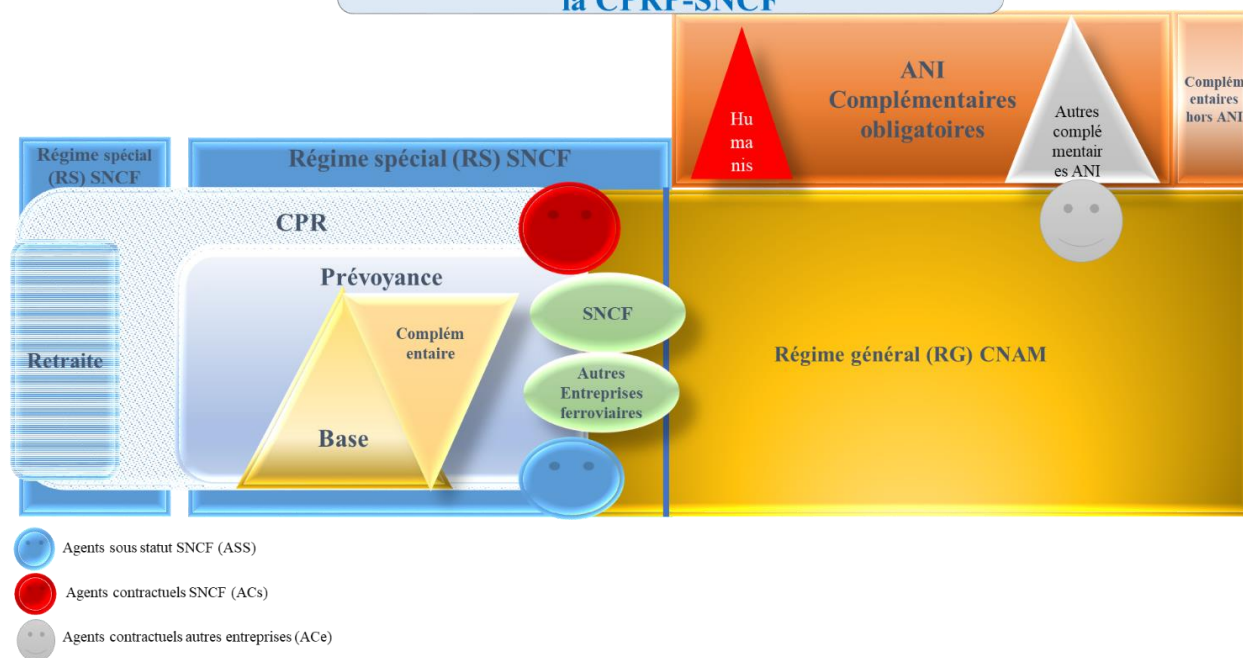 la CPRP-SNCF
ANI
Complémentaires
obligatoires
Hu
ma
nis
Autres
complé
mentair
es ANI
Complém
entaires
hors ANI
Régime spécial
(RS) SNCF
Régime spécial (RS) SNCF
CPR
Prévoyance
Complém
entaire
Base
Retraite
SNCF
Autres
Entreprises
ferroviaires
Régime général (RG) CNAM
Agents sous statut SNCF (ASS)
Agents contractuels SNCF (ACs)
Agents contractuels autres entreprises (ACe)